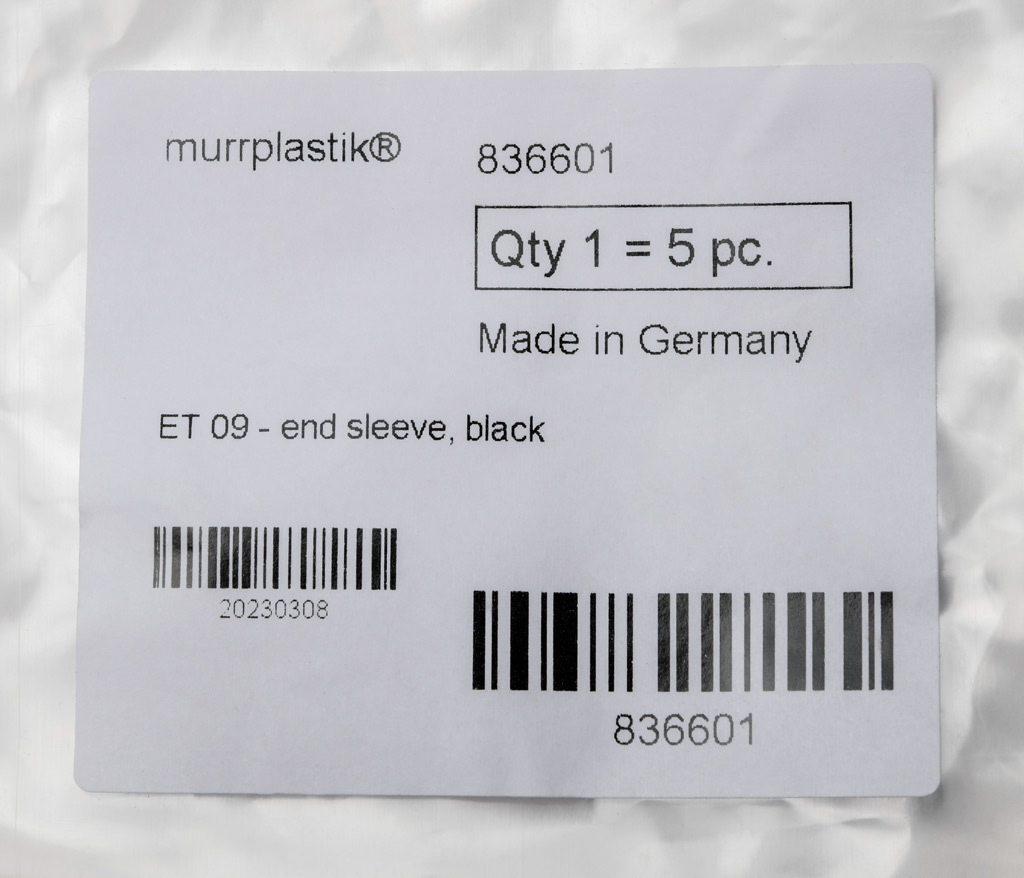 murrplastik®
836601
Qty 1 = 5 pc.
Made in Germany
ET 09 - end sleeve, black
20230308
836601